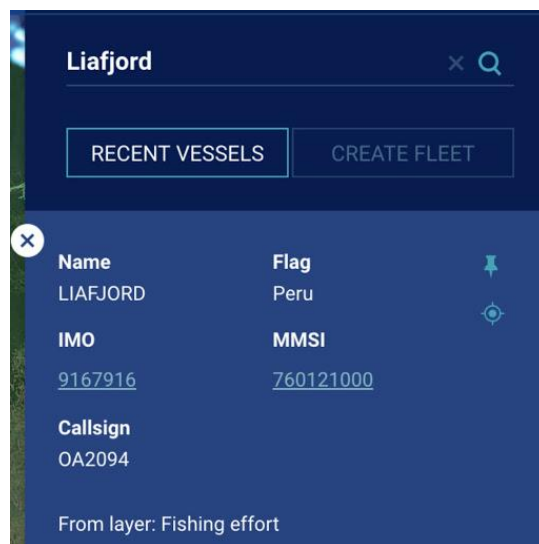 Liafjord
RECENT VESSELS
CREATE FLEET
Name
Flag
LIAFJORD
Peru
IMO
MMSI
9167916
760121000
Callsign
OA2094
From layer: Fishing effort